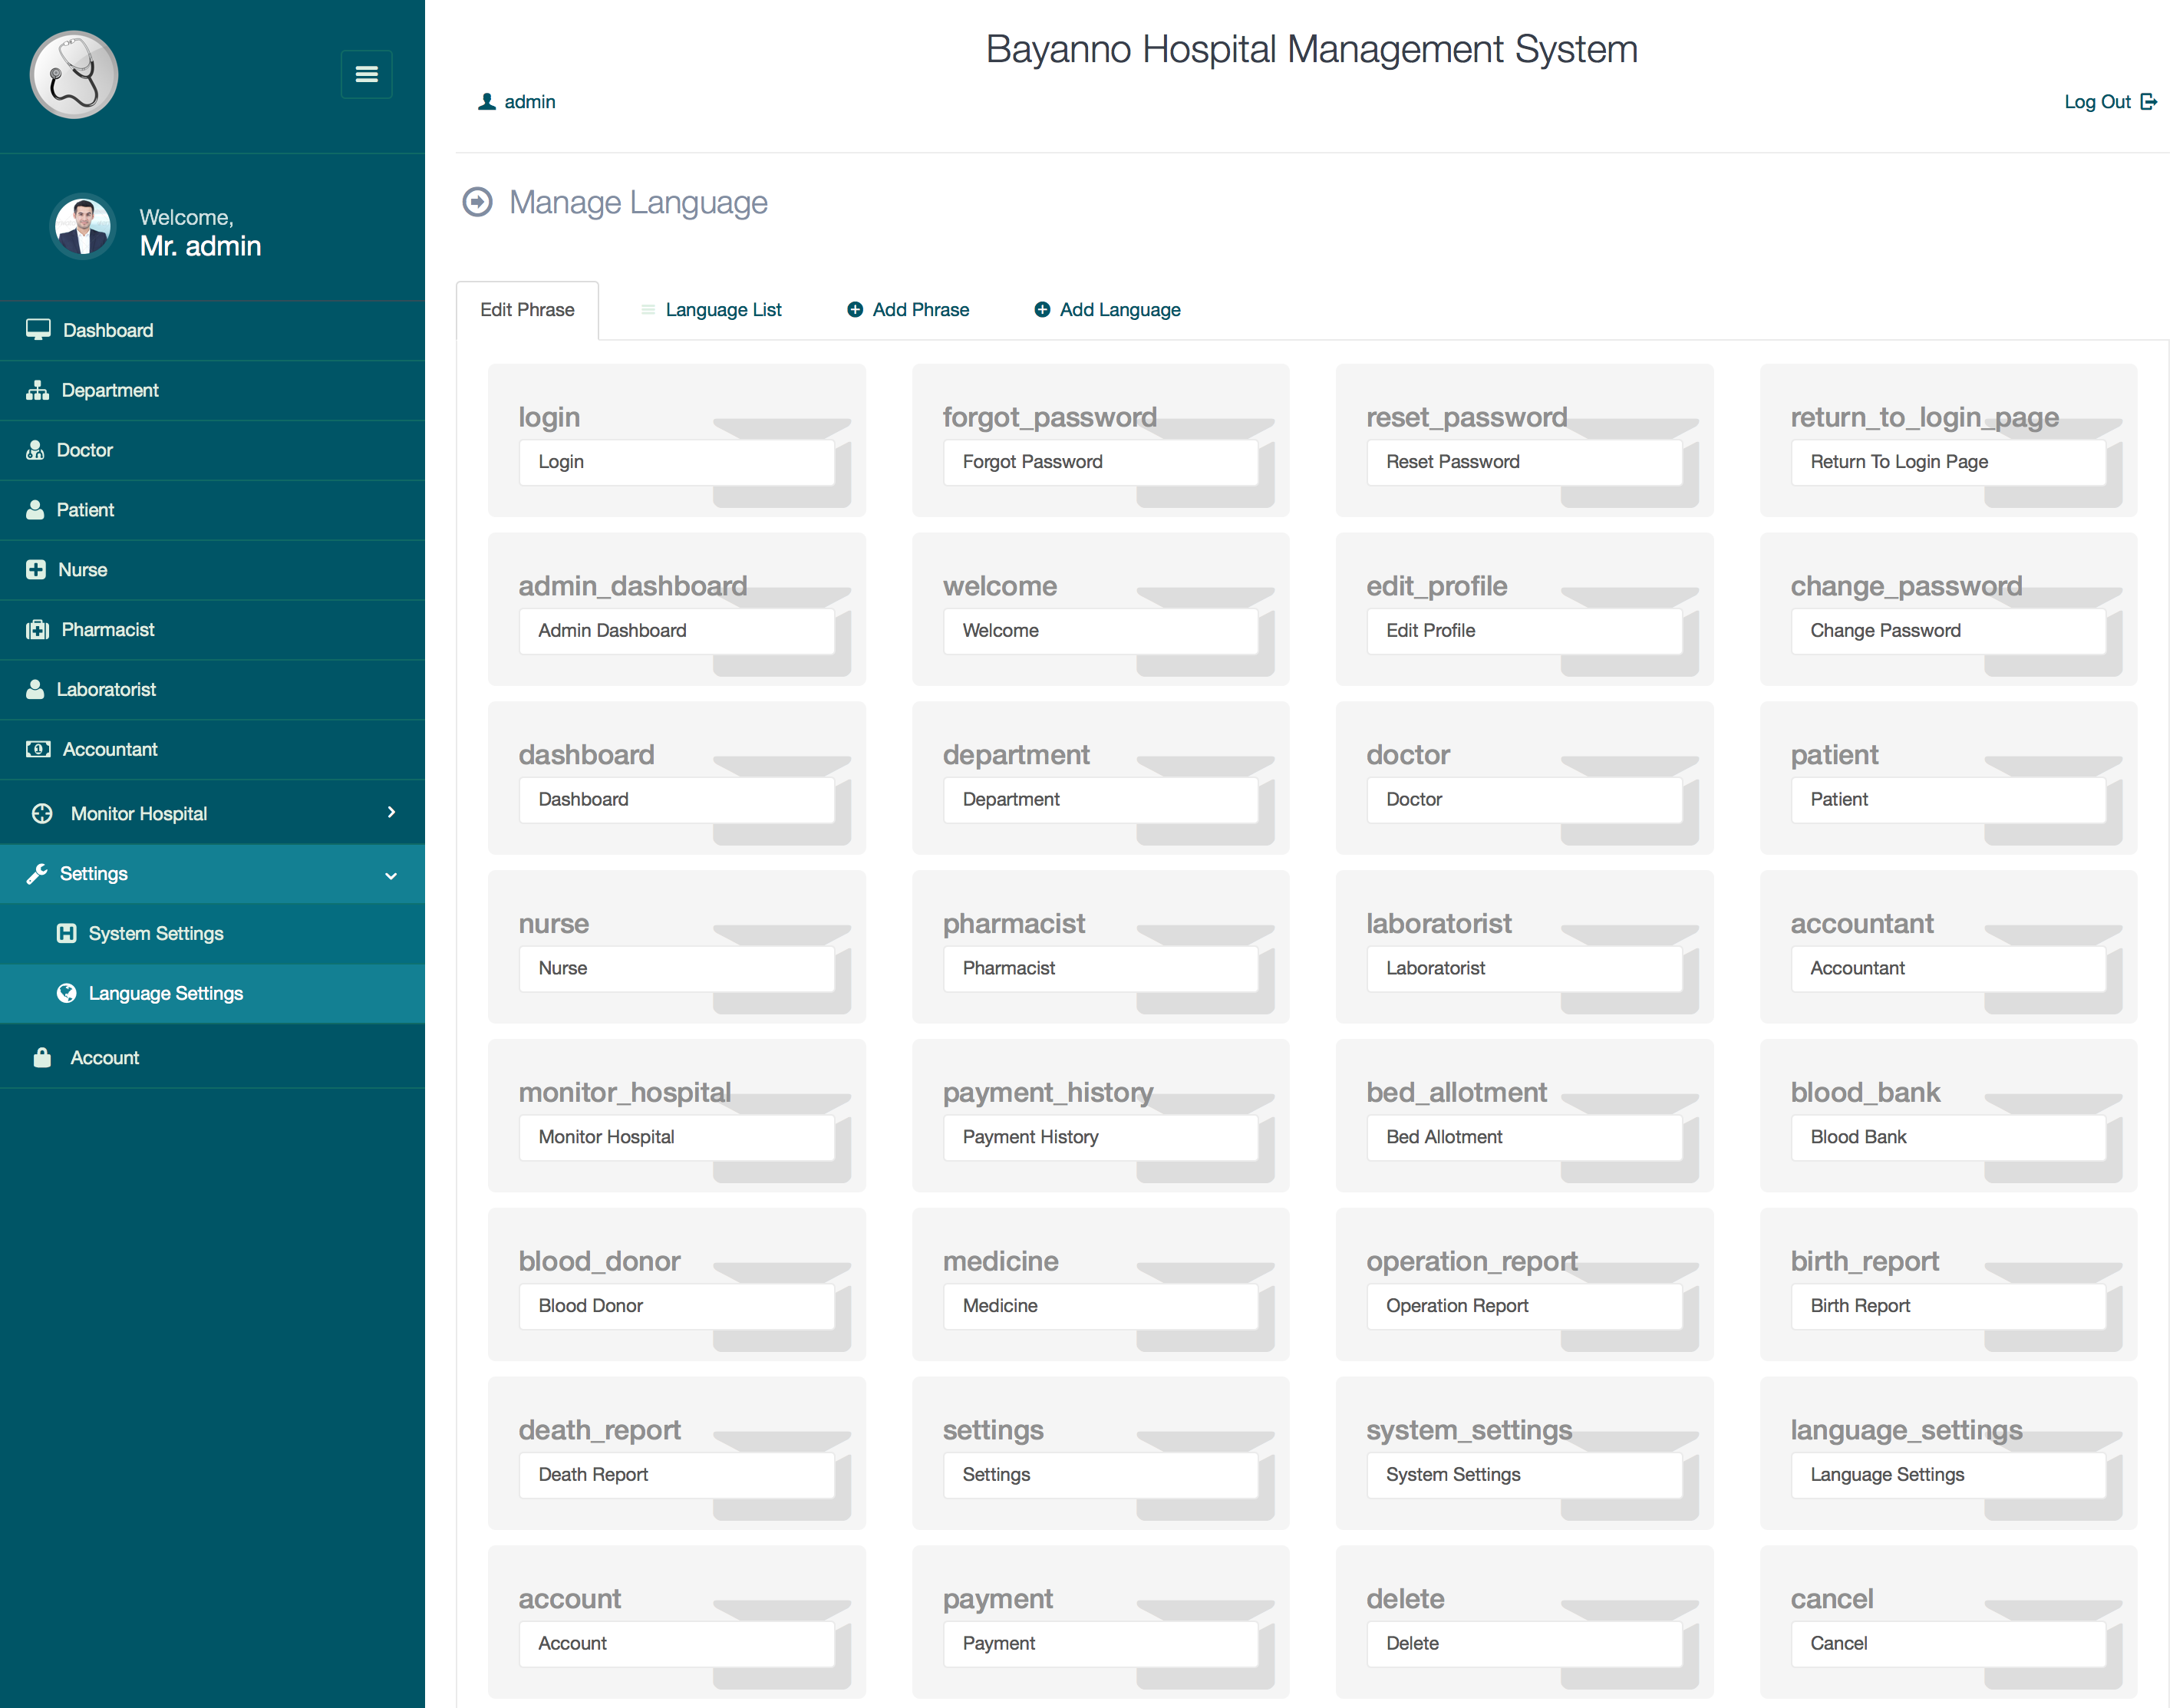 Bayanno Hospital Management System
admin
Log Out
Welcome,
Mr. admin
Dashboard
Department
Doctor
Patient
Nurse
Pharmacist
Laboratorist
Accountant
Monitor Hospital
Settings
System Settings
Language Settings
Account
Manage Language
Edit Phrase Language List Add Phrase Add Language
login forgot_password reset_password return_to_login_page
Login Forgot Password Reset Password Return To Login Page
admin_dashboard welcome edit_profile change_password
Admin Dashboard Welcome Edit Profile Change Password
dashboard department doctor patient
Dashboard Department Doctor Patient
nurse pharmacist laboratorist accountant
Nurse Pharmacist Laboratorist Accountant
monitor_hospital payment_history bed_allotment blood_bank
Monitor Hospital Payment History Bed Allotment Blood Bank
blood_donor medicine operation_report birth_report
Blood Donor Medicine Operation Report Birth Report
death_report settings system_settings language_settings
Death Report Settings System Settings Language Settings
account payment delete cancel
Account Payment Delete Cancel